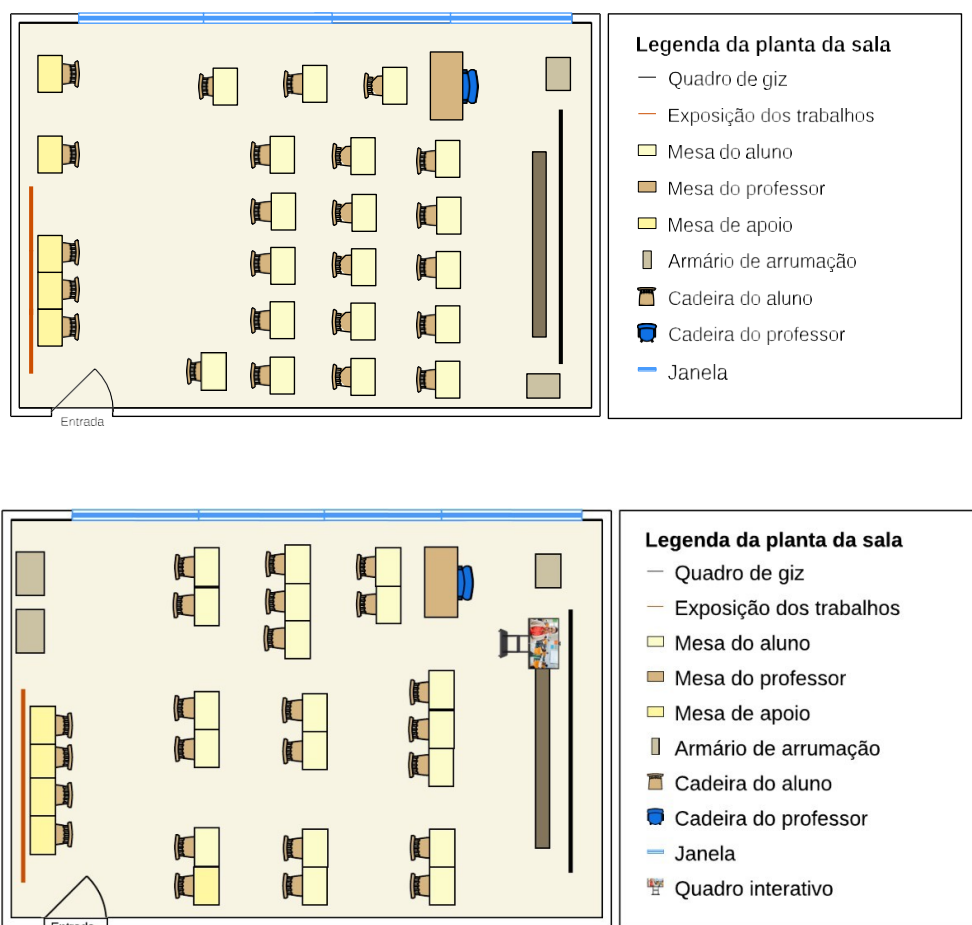 Legenda da planta da sala
Quadro de giz
Exposição dos trabalhos
Mesa do aluno
Mesa do professor
Mesa de apoio
Armário de arrumação
Cadeira do aluno
Cadeira do professor
Janela
Entrada
Legenda da planta da sala
Quadro de giz
Exposição dos trabalhos
Mesa do aluno
Mesa do professor
Mesa de apoio
Armário de arrumação
Cadeira do aluno
Cadeira do professor
Janela
Quadro interativo
Entrada